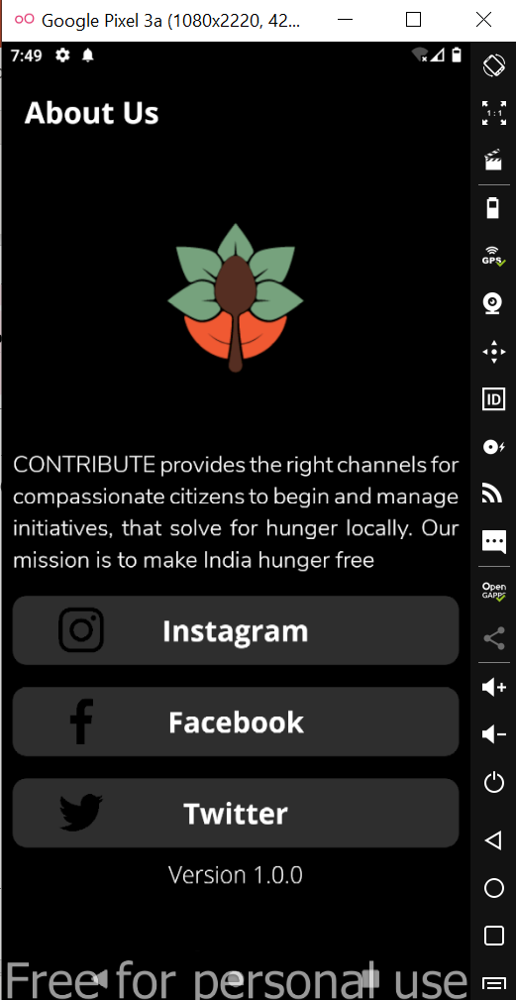 Google Pixel 3a (1080x2220, 42...
7:49
About Us
CONTRIBUTE provides the right channels for
compassionate citizens to begin and manage
initiatives, that solve for hunger locally. Our
mission is to make India hunger free
Instagram
Facebook
Twitter
Version 1.0.0
Free for personal use
1:1
GPS
ID
Open
GAPPS